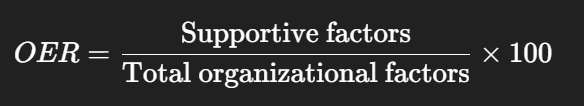 OER = Supportive factors / Total organizational factors × 100